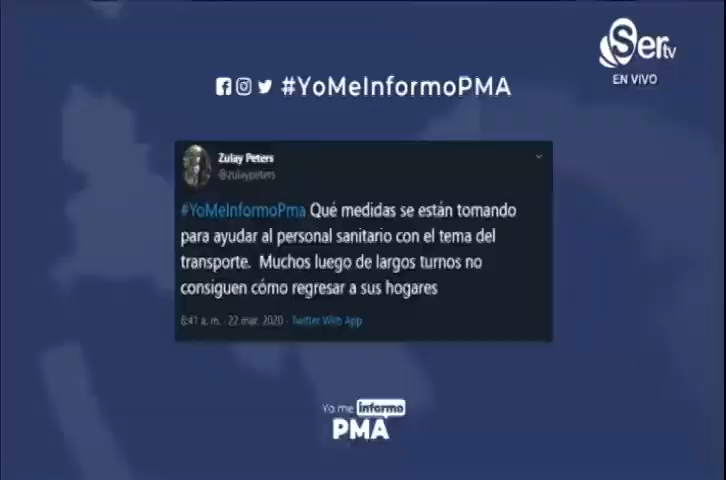 Ser tv
EN VIVO
#YoMeInformoPMA
Zulay Peters
@zulaypeters
#YoMeInformoPma Qué medidas se están tomando
para ayudar al personal sanitario con el tema del
transporte. Muchos luego de largos turnos no
consiguen cómo regresar a sus hogares
8:41 a. m. · 22 mar. 2020 · Twitter Web App
Yo me informo
PMA